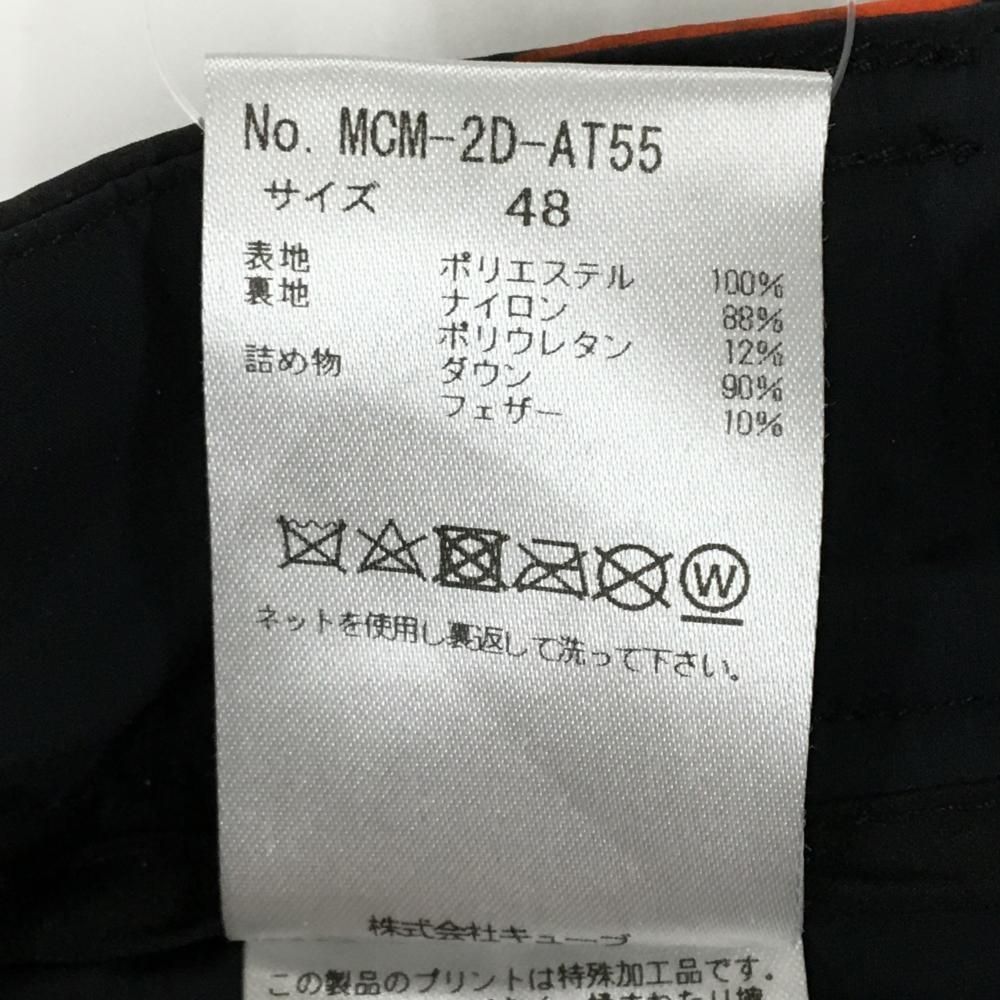 No. MCM-2D-AT55
サイズ 48
表地 ポリエステル 100%
裏地 ナイロン 88%
ポリウレタン 12%
詰め物 ダウン 90%
フェザー 10%
W
ネットを使用し裏返して洗って下さい。
株式会社キューブ
この製品のプリントは特殊加工品です。